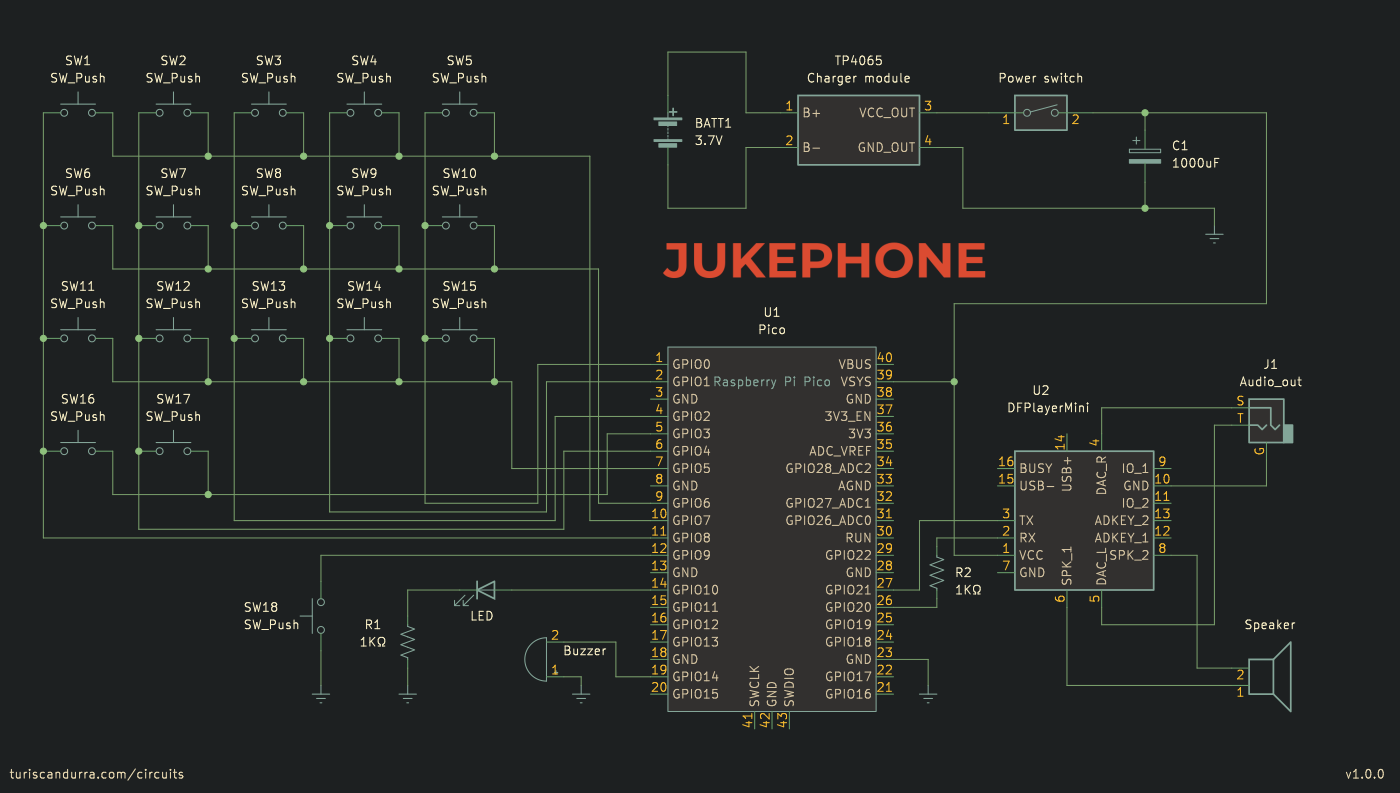 SW1 SW2 SW3 SW4 SW5
SW_Push SW_Push SW_Push SW_Push SW_Push
SW6 SW7 SW8 SW9 SW10
SW_Push SW_Push SW_Push SW_Push SW_Push
SW11 SW12 SW13 SW14 SW15
SW_Push SW_Push SW_Push SW_Push SW_Push
SW16 SW17
SW_Push SW_Push
SW18
SW_Push
R1
1KΩ
LED
2
Buzzer
1
+
BATT1
3.7V
TP4065
Charger module
1 B+ VCC_OUT 3
2 B- GND_OUT 4
Power switch
1 2
+
C1
1000uF
JUKEPHONE
U1
Pico
Raspberry Pi Pico
1 GPIO0 VBUS 40
2 GPIO1 VSYS 39
3 GND GND 38
4 GPIO2 3V3_EN 37
5 GPIO3 3V3 36
6 GPIO4 ADC_VREF 35
7 GPIO5 GPIO28_ADC2 34
8 GND AGND 33
9 GPIO6 GPIO27_ADC1 32
10 GPIO7 GPIO26_ADC0 31
11 GPIO8 RUN 30
12 GPIO9 GPIO22 29
13 GND GND 28
14 GPIO10 GPIO21 27
15 GPIO11 GPIO20 26
16 GPIO12 GPIO19 25
17 GPIO13 GPIO18 24
18 GND GND 23
19 GPIO14 GPIO17 22
20 GPIO15 GPIO16 21
SWCLK GND SWDIO
41 42 43
R2
1KΩ
U2
DFPlayerMini
14 4
USB+ DAC_R
16 BUSY IO_1 9
15 USB- GND 10
IO_2 11
3 TX ADKEY_2 13
2 RX ADKEY_1 12
1 VCC SPK_2 8
7 GND
SPK_1 DAC_L
6 5
J1
Audio_out
S
T
G
Speaker
2
1
turiscandurra.com/circuits
v1.0.0